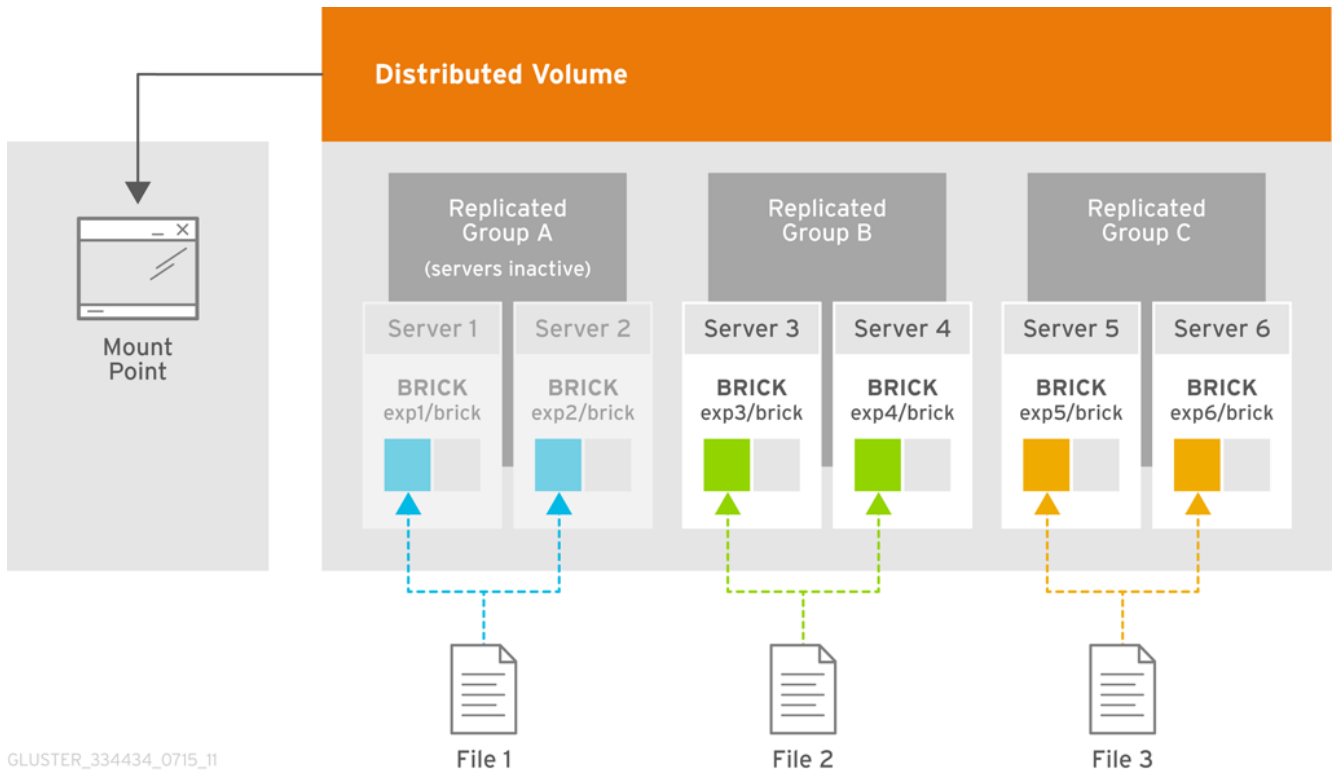 Distributed Volume
Mount
Point
Replicated
Group A
(servers inactive)
Replicated
Group B
Replicated
Group C
Server 1
Server 2
Server 3
Server 4
Server 5
Server 6
BRICK
exp1/brick
BRICK
exp2/brick
BRICK
exp3/brick
BRICK
exp4/brick
BRICK
exp5/brick
BRICK
exp6/brick
File 1
File 2
File 3
GLUSTER_334434_0715_11